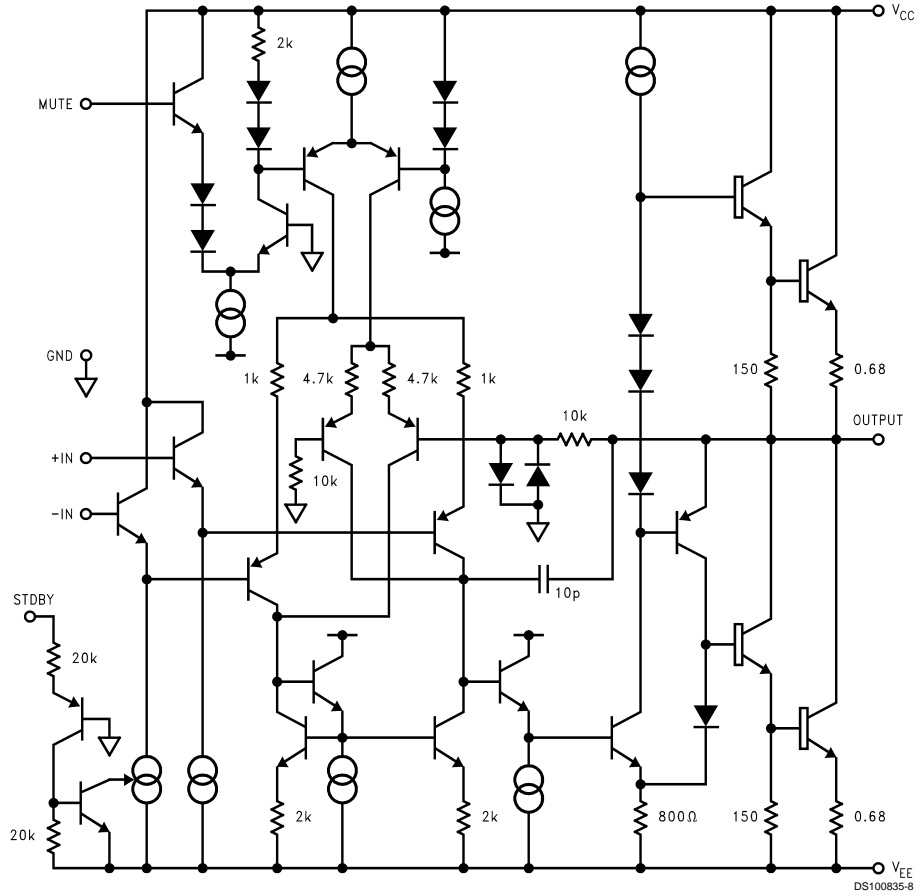 V_CC
2k
MUTE
GND
1k
4.7k
4.7k
1k
150
0.68
10k
OUTPUT
+IN
10k
-IN
10p
STDBY
20k
20k
2k
2k
800Ω
150
0.68
V_EE
DS100835-8